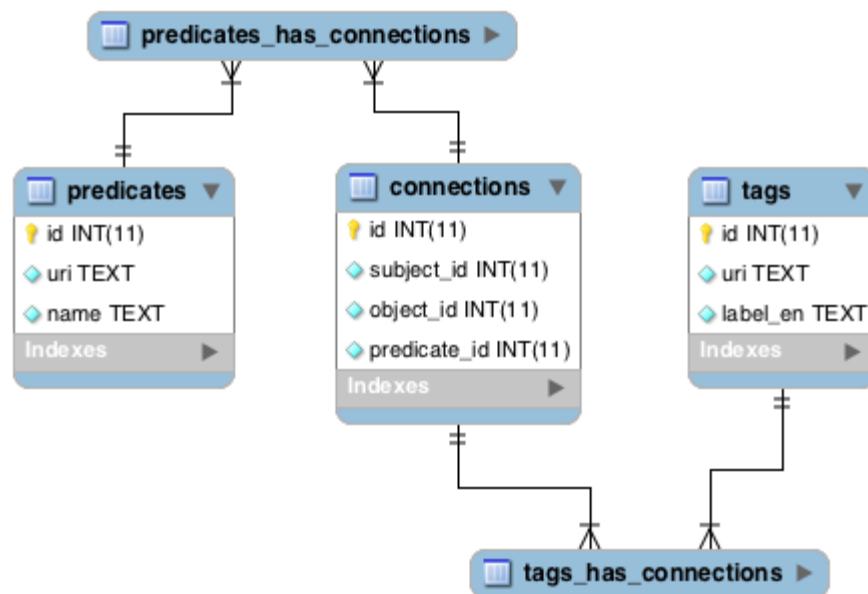 predicates_has_connections
predicates
id INT(11)
uri TEXT
name TEXT
Indexes
connections
id INT(11)
subject_id INT(11)
object_id INT(11)
predicate_id INT(11)
Indexes
tags
id INT(11)
uri TEXT
label_en TEXT
Indexes
tags_has_connections